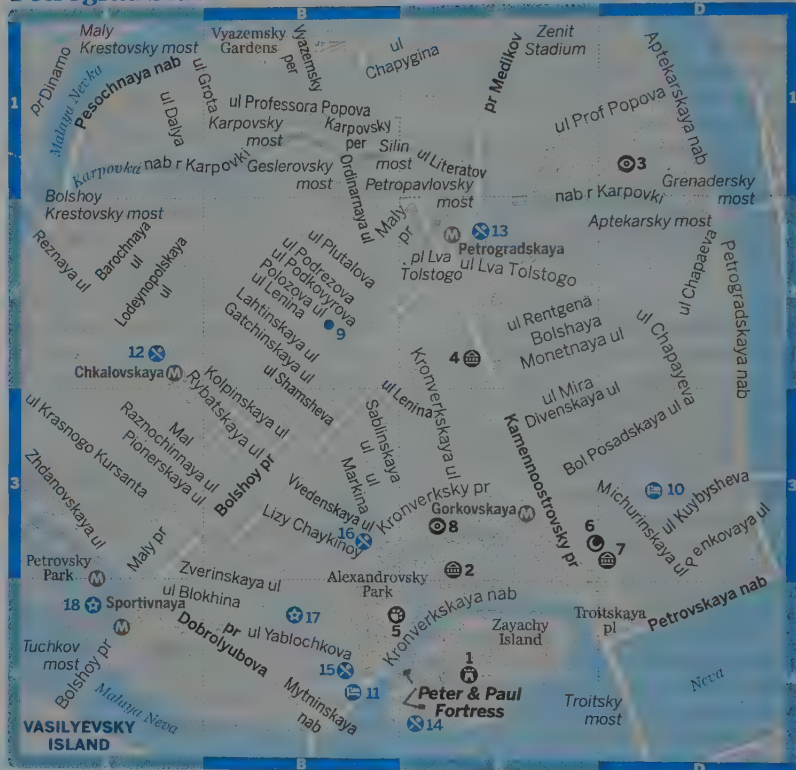 B
D
Maly
Krestovsky most
Vyazemsky
Gardens
Vyazemsky
per
ul
Chapygina
Zenit
Stadium
pr Dinamo
Malaya Nevka
Pesochnaya nab
ul Grota
ul Dalya
pr Medikov
Aptekarskaya nab
1
1
ul Professora Popova
ul Prof Popova
Karpovsky
most
Karpovsky
per
Silin
most
ul Literatov
3
Karpovka
nab r Karpovki
Geslerovsky
most
Ordinarnaya ul
Petropavlovsky
most
nab r Karpovki
Grenadersky
most
Bolshoy
Krestovsky most
Maly
pr
Aptekarsky most
Reznaya ul
Barochnaya
ul
Lodeynopolskaya
ul
ul Plutalova
ul Podrezova
ul Podkovyrova
Polozova ul
ul Lenina
9
Lahtinskaya ul
Gatchinskaya ul
ul Shamsheva
M
13
Petrogradskaya
pl Lva
Tolstogo
ul Lva Tolstogo
ul Chapaeva
Petrogradskaya nab
ul Rentgena
Bolshaya
Monetnaya ul
ul Chapayeva
12
Chkalovskaya
M
4
Kronverkskaya ul
ul Mira
Divenskaya ul
Kolpinskaya ul
Rybatskaya ul
ul Lenina
Sablinskaya
ul
ul Krasnogo Kursanta
Mal
Raznochinnaya ul
Pionerskaya ul
Bolshoy pr
Kamennoostrovsky pr
Bol Posadskaya ul
3
3
Zhdanovskaya ul
Vvedenskaya ul
ul
Markina
Kronverksky pr
Gorkovskaya
M
10
Michurinskaya ul
ul Kuybysheva
Penkovaya ul
Lizy Chaykinoy
16
8
6
7
Maly pr
Petrovsky
Park
M
Zverinskaya ul
ul Blokhina
Alexandrovsky
Park
2
Kronverkskaya nab
18
Sportivnaya
M
17
5
Zayachy
Island
Troitskaya
pl
Petrovskaya nab
Dobrolyubova
pr
ul Yablochkova
Tuchkov
most
Bolshoy pr
15
11
1
Peter & Paul
Fortress
Mytninskaya
nab
14
Troitsky
most
Neva
Malaya Neva
VASILYEVSKY
ISLAND
B
D